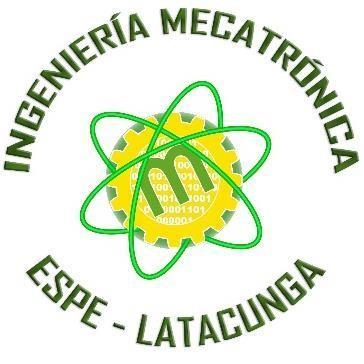 INGENIERÍA MECATRÓNICA
m
ESPE - LATACUNGA